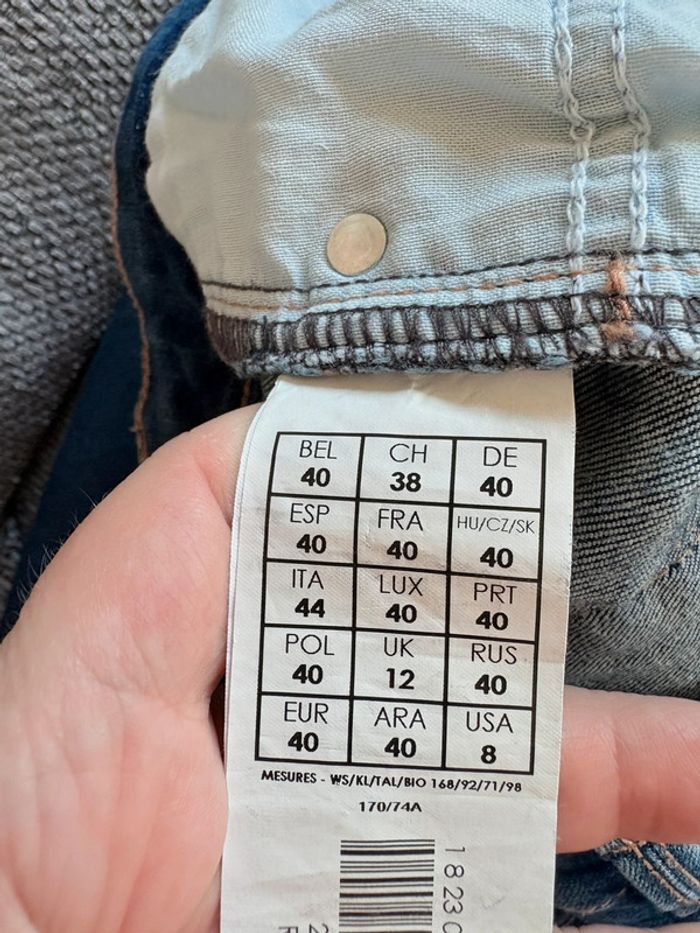 BEL CH DE
40 38 40
ESP FRA HU/CZ/SK
40 40 40
ITA LUX PRT
44 40 40
POL UK RUS
40 12 40
EUR ARA USA
40 40 8
MESURES - WS/KL/TAL/BIO 168/92/71/98
170/74A
1823